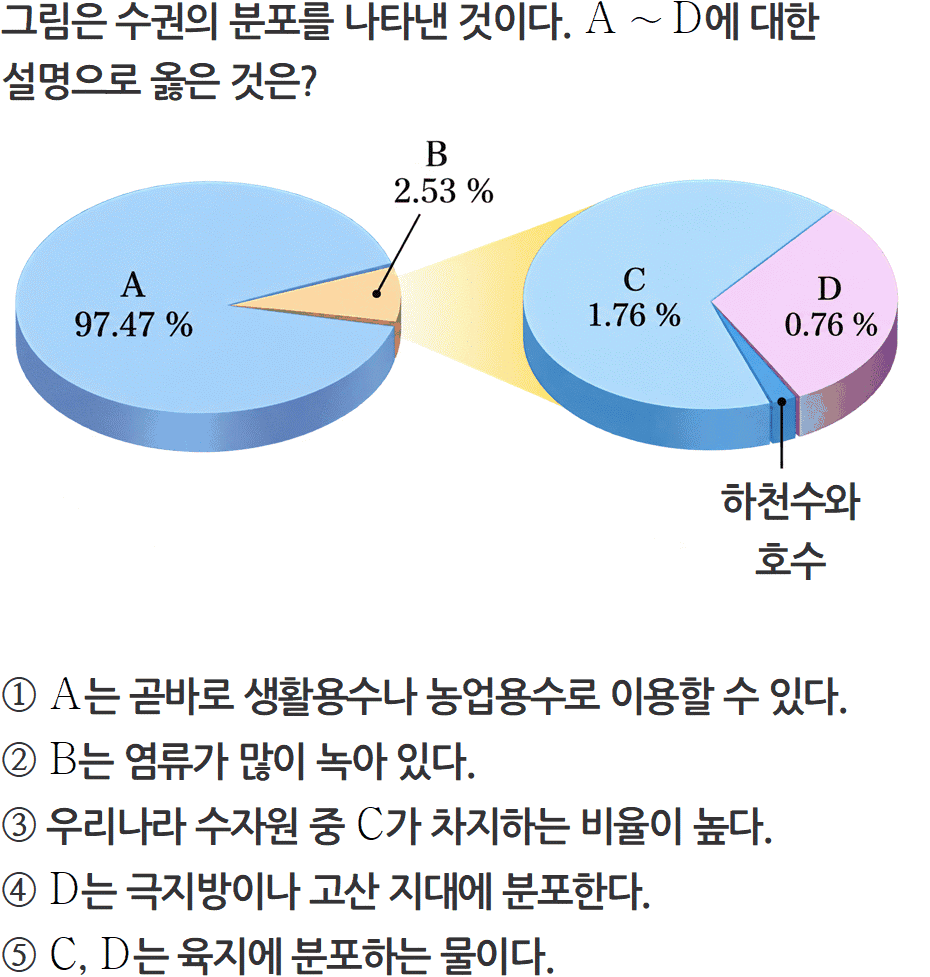 그림은 수권의 분포를 나타낸 것이다. A ~ D에 대한
설명으로 옳은 것은?
B
2.53 %
A
97.47 %
C
1.76 %
D
0.76 %
하천수와
호수
① A는 곧바로 생활용수나 농업용수로 이용할 수 있다.
② B는 염류가 많이 녹아 있다.
③ 우리나라 수자원 중 C가 차지하는 비율이 높다.
④ D는 극지방이나 고산 지대에 분포한다.
⑤ C, D는 육지에 분포하는 물이다.